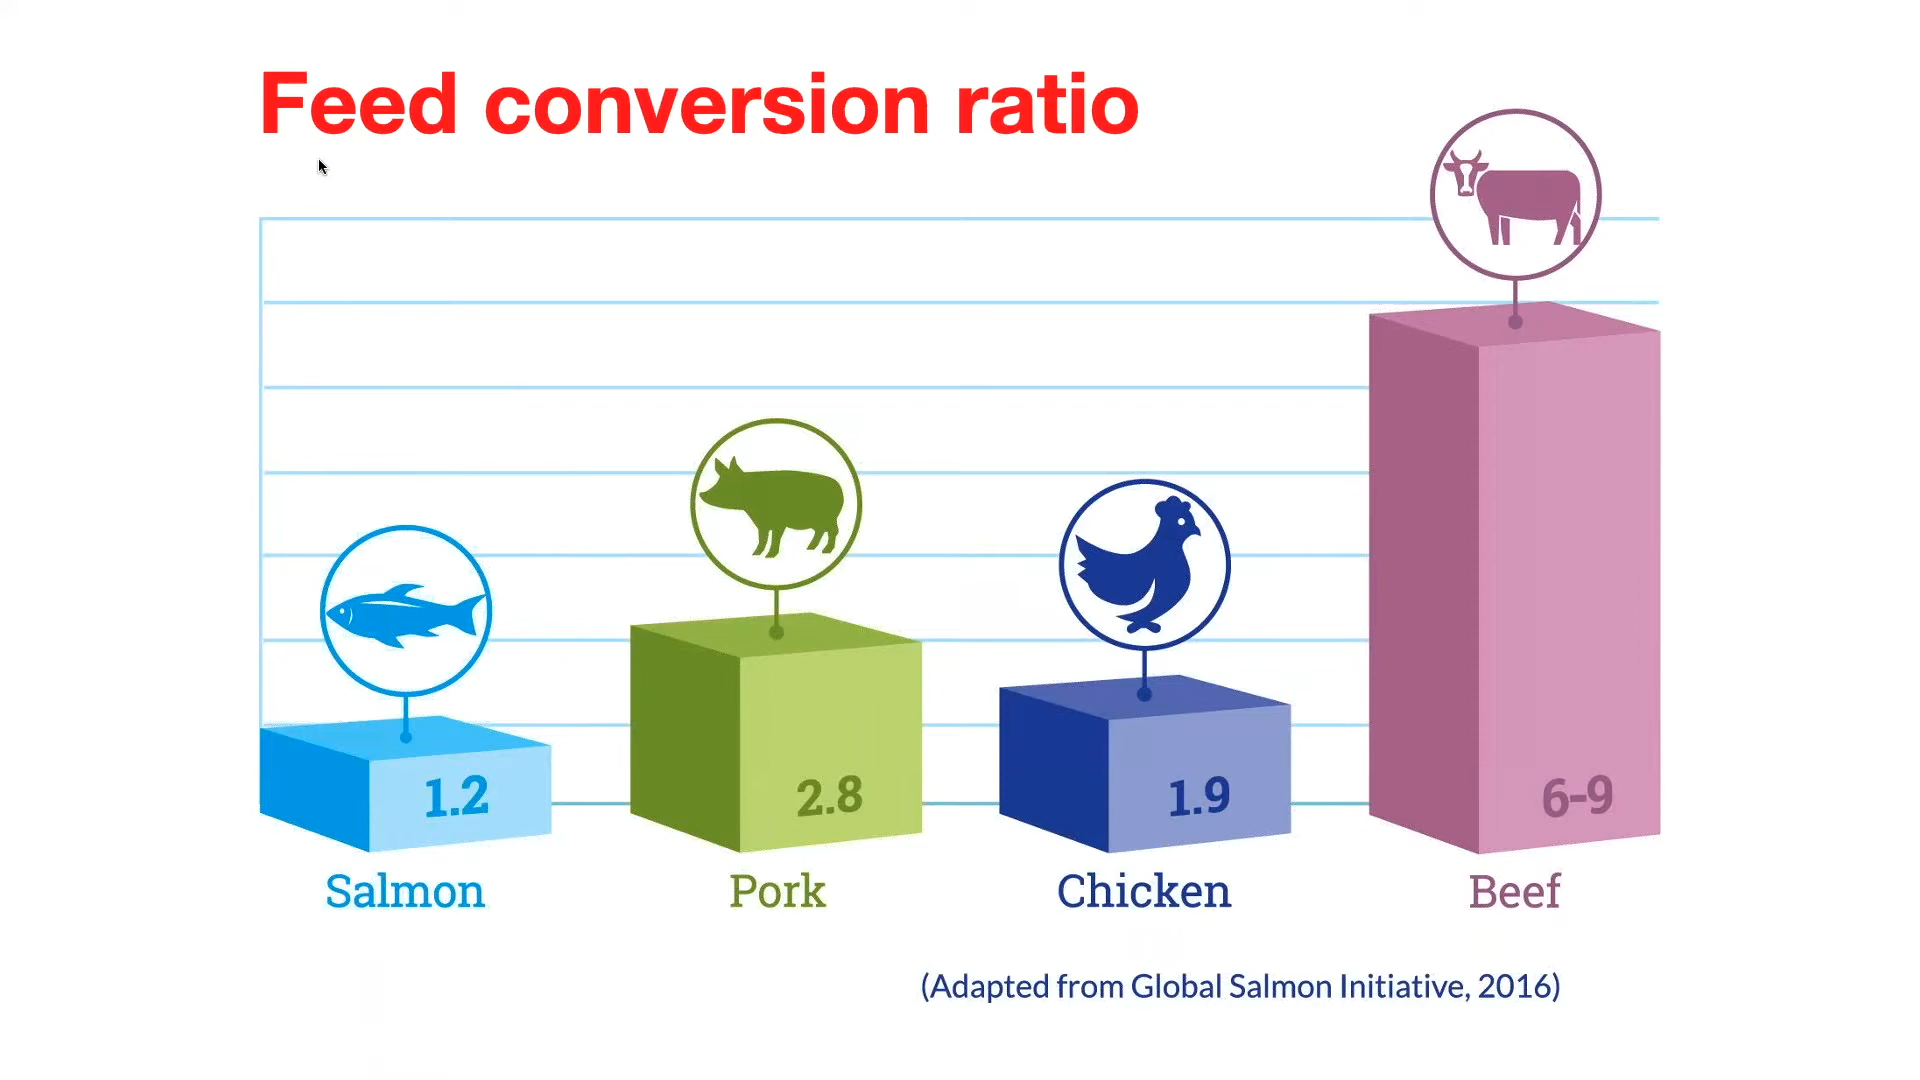 Feed conversion ratio
1.2
2.8
1.9
6-9
Salmon
Pork
Chicken
Beef
(Adapted from Global Salmon Initiative, 2016)